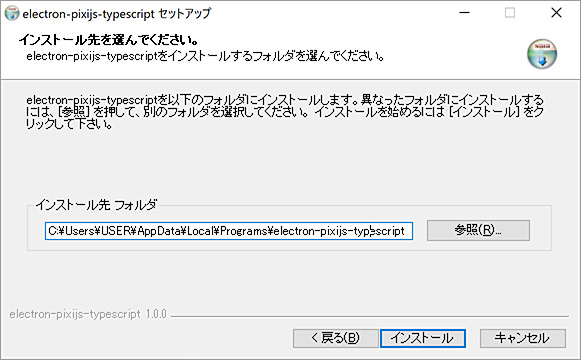 electron-pixijs-typescript セットアップ
インストール先を選んでください。
electron-pixijs-typescriptをインストールするフォルダを選んでください。
electron-pixijs-typescriptを以下のフォルダにインストールします。異なったフォルダにインストールする
には、[参照] を押して、別のフォルダを選択してください。 インストールを始めるには [インストール] をク
リックして下さい。
インストール先 フォルダ
C:¥Users¥USER¥AppData¥Local¥Programs¥electron-pixijs-typescript
参照(R)...
electron-pixijs-typescript 1.0.0
< 戻る(B)
インストール
キャンセル